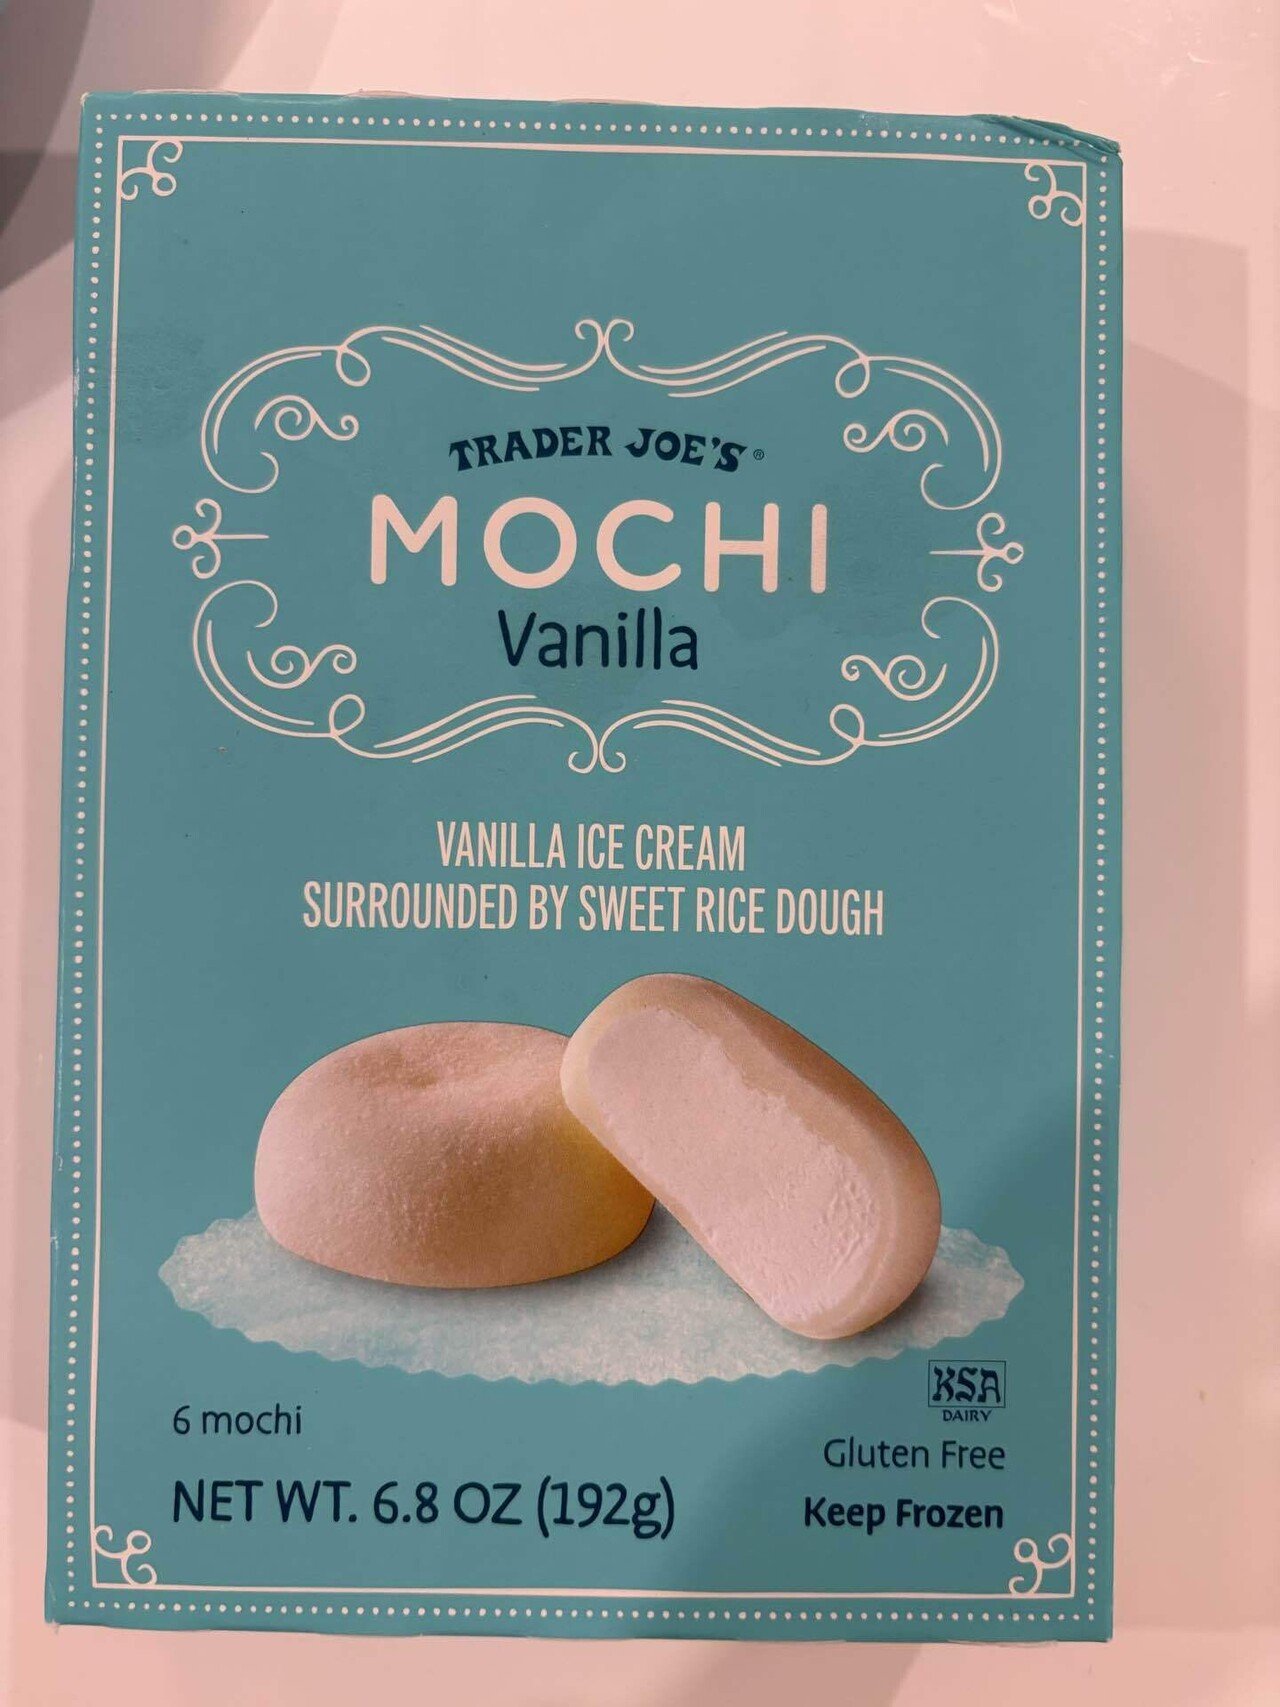 TRADER JOE'S®
MOCHI
Vanilla
VANILLA ICE CREAM
SURROUNDED BY SWEET RICE DOUGH
KSA
DAIRY
6 mochi
Gluten Free
NET WT. 6.8 OZ (192g)
Keep Frozen